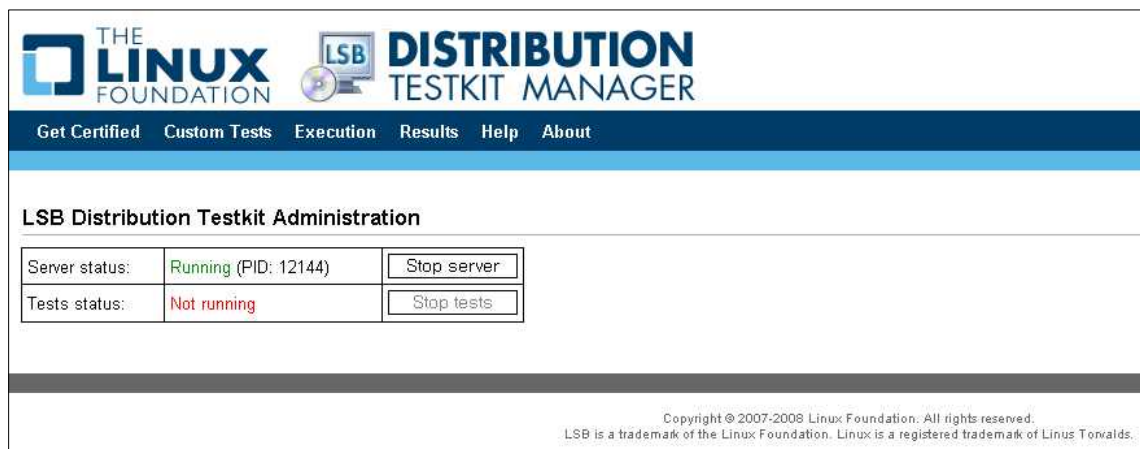 THE
LINUX
FOUNDATION
LSB
DISTRIBUTION
TESTKIT MANAGER
Get Certified Custom Tests Execution Results Help About
LSB Distribution Testkit Administration
Server status: Running (PID: 12144) Stop server
Tests status: Not running Stop tests
Copyright © 2007-2008 Linux Foundation. All rights reserved.
LSB is a trademark of the Linux Foundation. Linux is a registered trademark of Linus Torvalds.